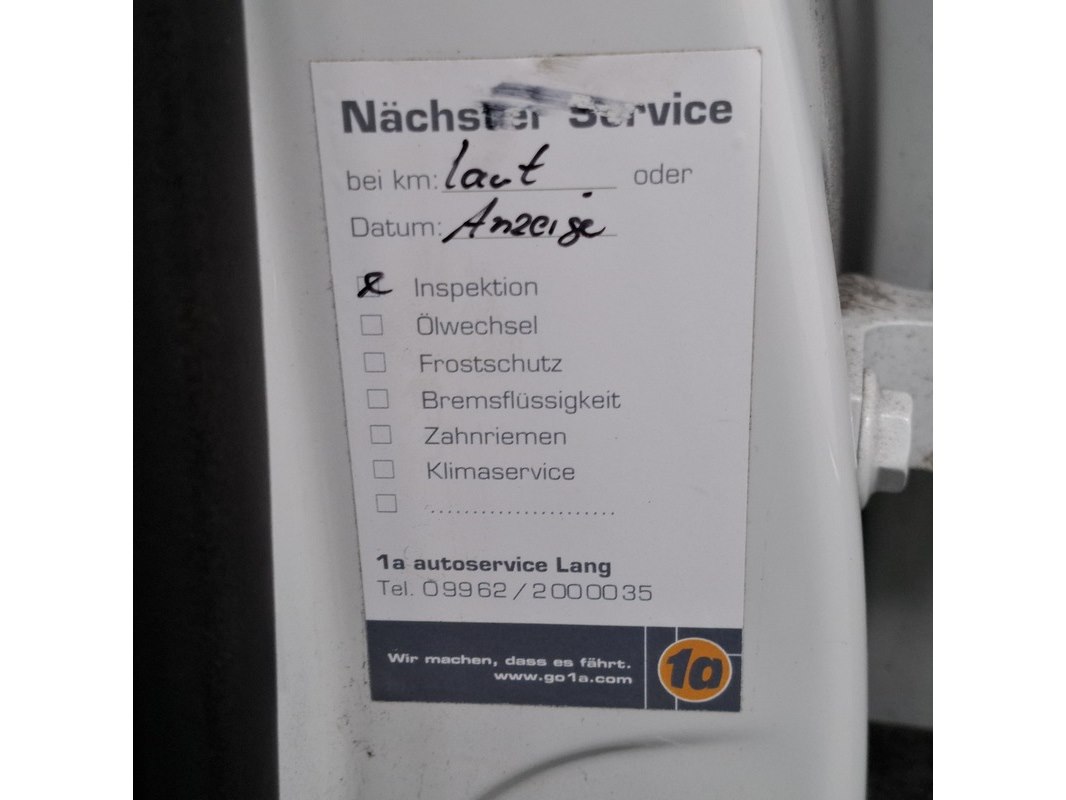 Nächster Service
bei km: laut oder
Datum: Anzeige
x Inspektion
Ölwechsel
Frostschutz
Bremsflüssigkeit
Zahnriemen
Klimaservice
......................
1a autoservice Lang
Tel. 09962/2000035
Wir machen, dass es fährt.
www.go1a.com
1a